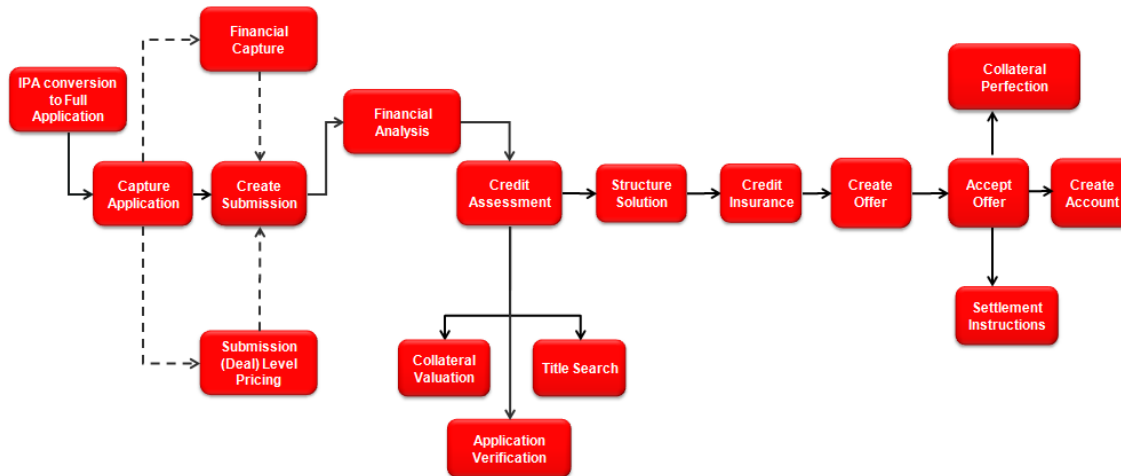 Financial
Capture
IPA conversion
to Full
Application
Collateral
Perfection
Financial
Analysis
Capture
Application
Create
Submission
Credit
Assessment
Structure
Solution
Credit
Insurance
Create
Offer
Accept
Offer
Create
Account
Settlement
Instructions
Submission
(Deal) Level
Pricing
Collateral
Valuation
Title Search
Application
Verification